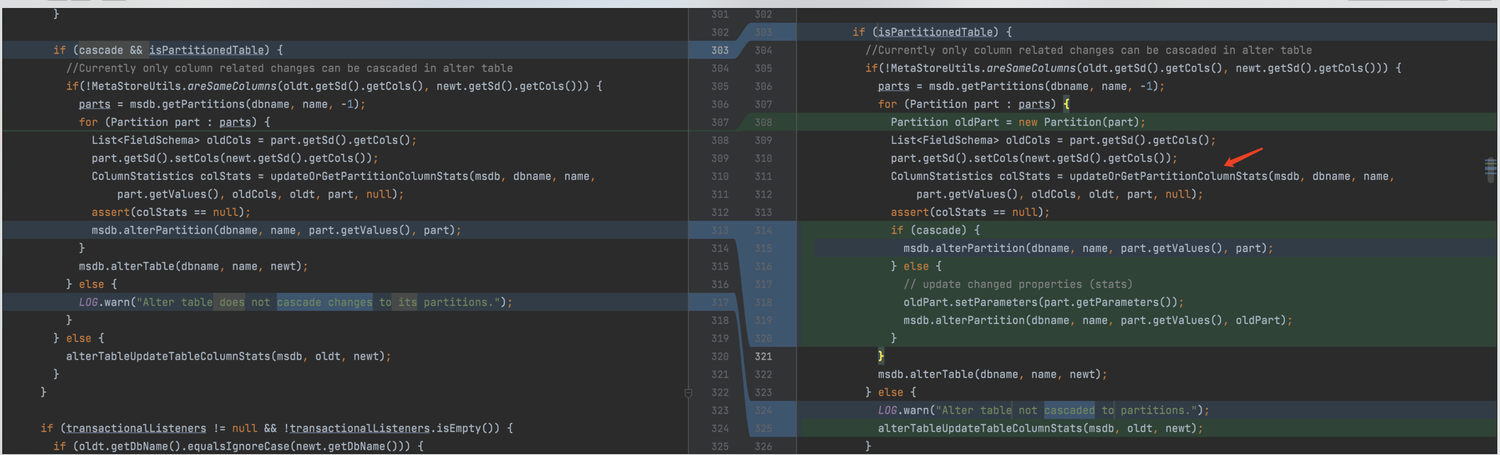 }
if (cascade && isPartitionedTable) {
//Currently only column related changes can be cascaded in alter table
if(!MetaStoreUtils.areSameColumns(oldt.getSd().getCols(), newt.getSd().getCols())) {
parts = msdb.getPartitions(dbname, name, -1);
for (Partition part : parts) {
List<FieldSchema> oldCols = part.getSd().getCols();
part.getSd().setCols(newt.getSd().getCols());
ColumnStatistics colStats = updateOrGetPartitionColumnStats(msdb, dbname, name,
part.getValues(), oldCols, oldt, part, null);
assert(colStats == null);
msdb.alterPartition(dbname, name, part.getValues(), part);
}
msdb.alterTable(dbname, name, newt);
} else {
LOG.warn("Alter table does not cascade changes to its partitions.");
}
} else {
alterTableUpdateTableColumnStats(msdb, oldt, newt);
}
}
if (transactionalListeners != null && !transactionalListeners.isEmpty()) {
if (oldt.getDbName().equalsIgnoreCase(newt.getDbName())) {
301 302
302 303
303 304
304 305
305 306
306 307
307 308
308 309
309 310
310 311
311 312
312 313
313 314
314 315
315 316
316 317
317 318
318 319
319 320
320 321
321 322
322 323
323 324
324 325
325 326
if (isPartitionedTable) {
//Currently only column related changes can be cascaded in alter table
if(!MetaStoreUtils.areSameColumns(oldt.getSd().getCols(), newt.getSd().getCols())) {
parts = msdb.getPartitions(dbname, name, -1);
for (Partition part : parts) {
Partition oldPart = new Partition(part);
List<FieldSchema> oldCols = part.getSd().getCols();
part.getSd().setCols(newt.getSd().getCols());
ColumnStatistics colStats = updateOrGetPartitionColumnStats(msdb, dbname, name,
part.getValues(), oldCols, oldt, part, null);
assert(colStats == null);
if (cascade) {
msdb.alterPartition(dbname, name, part.getValues(), part);
} else {
// update changed properties (stats)
oldPart.setParameters(part.getParameters());
msdb.alterPartition(dbname, name, part.getValues(), oldPart);
}
}
msdb.alterTable(dbname, name, newt);
} else {
LOG.warn("Alter table not cascaded to partitions.");
alterTableUpdateTableColumnStats(msdb, oldt, newt);
}